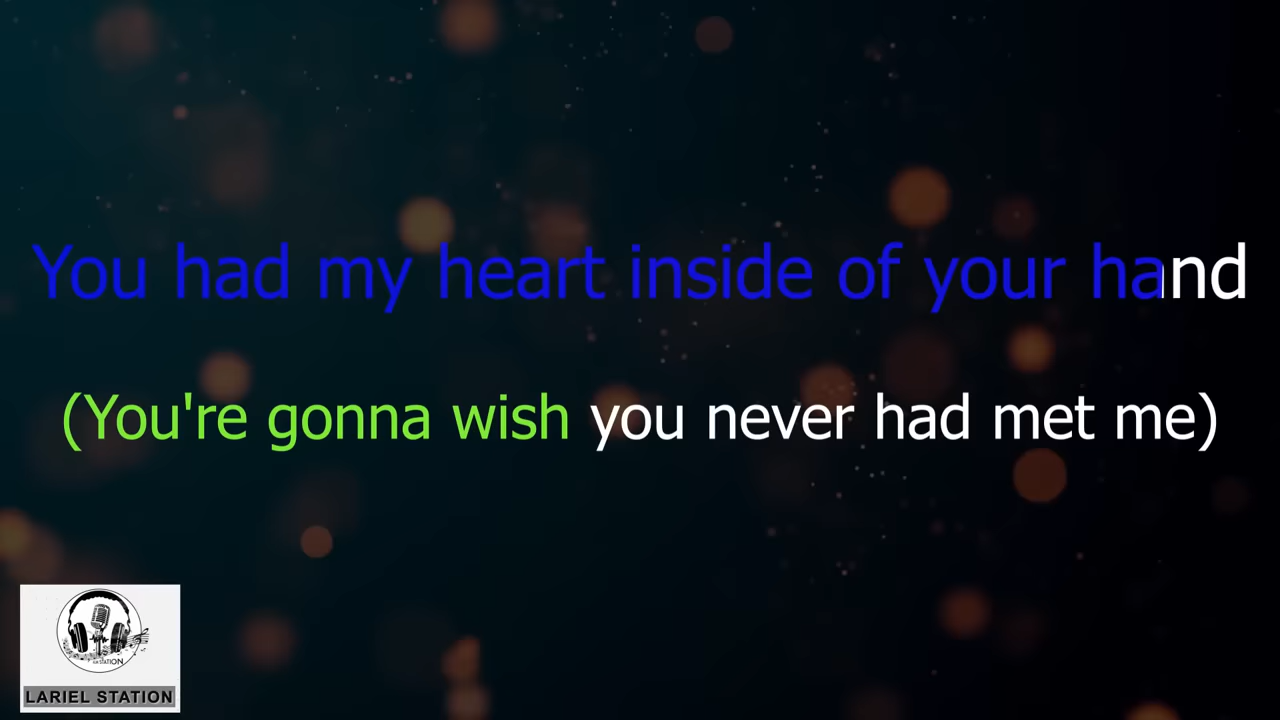 You had my heart inside of your hand
(You're gonna wish you never had met me)
STATION
LARIEL STATION